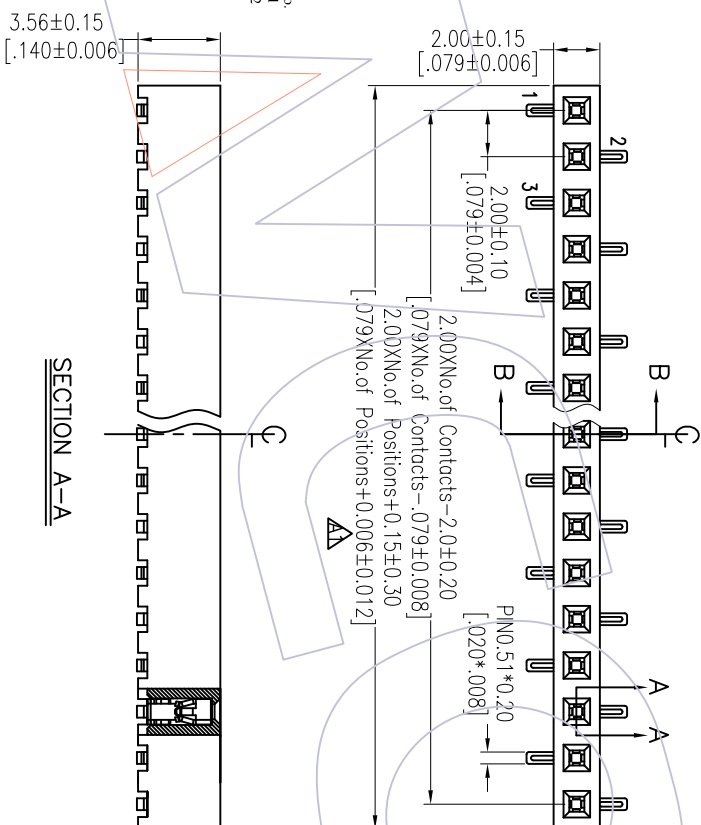 3.56±0.15
[.140±0.006]
2.00±0.15
[.079±0.006]
1
2
3
2.00±0.10
[.079±0.004]
B
B
2.00XNo.of Contacts-2.0±0.20
[.079XNo.of Contacts-.079±0.008]
2.00XNo.of Positions+0.15±0.30
[.079XNo.of Positions+0.006±0.012]
A1
PIN0.51*0.20
[.020*.008]
A
A
SECTION A-A